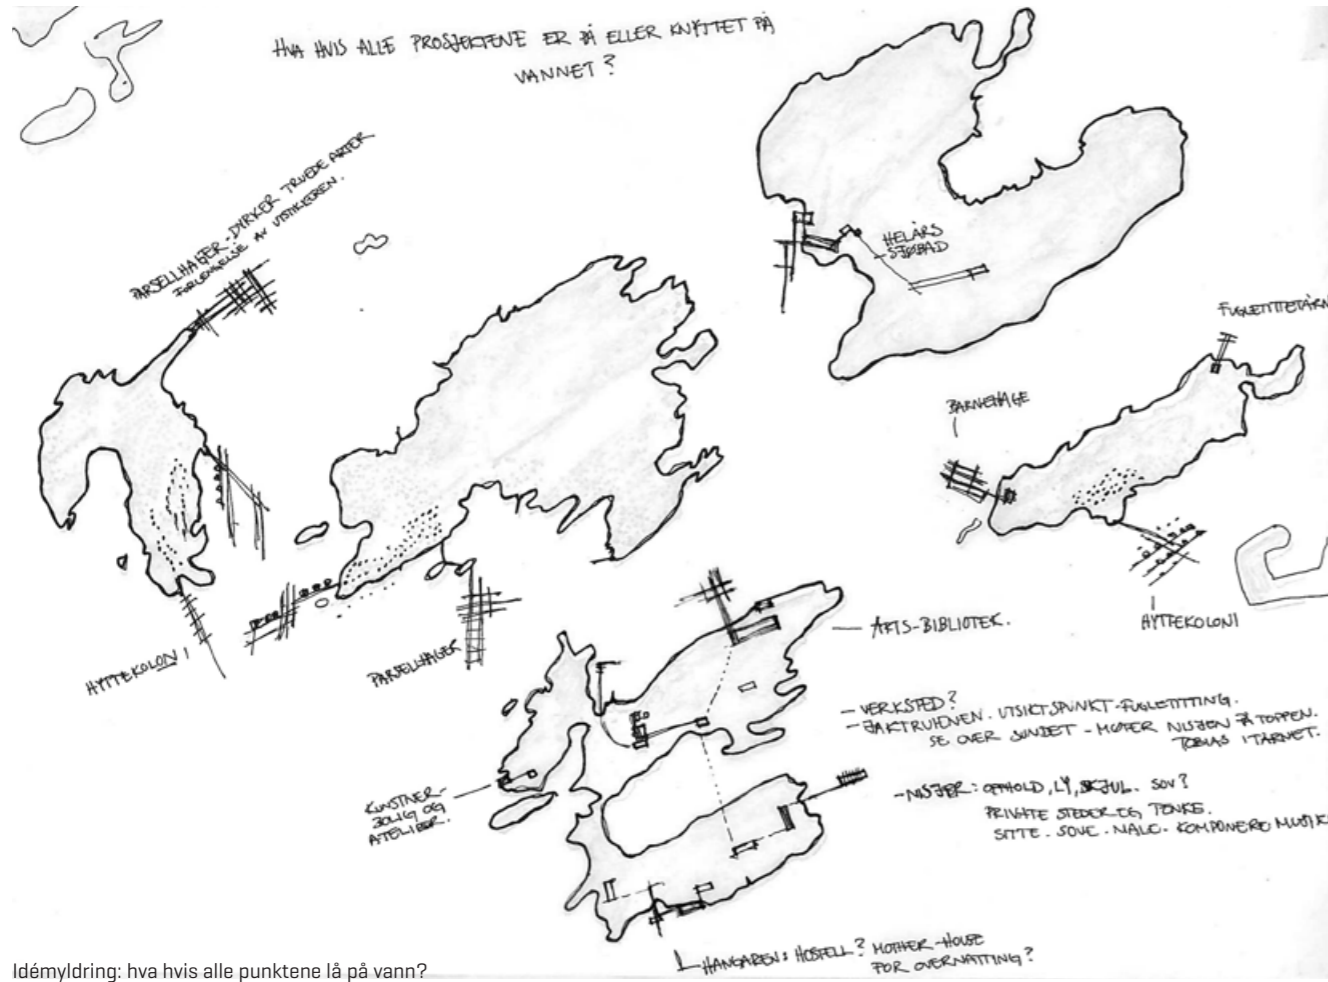 HVA HVIS ALLE PROSJEKTENE ER PÅ ELLER KNYTTET PÅ
VANNET?
PARSELLHAGER - DYRKER TRUEDE ARTER
FORLENGELSE AV UTSTIKKEREN.
HELÅRS
- SJØBAD
FUGLETITTETÅRN
BARNEHAGE
HYTTEKOLONI
HYTTEKOLONI
PARSELLHAGER
— ARTS-BIBLIOTEK.
- VERKSTED?
- JAKTRUINEN. UTSIKTSPUNKT-FUGLETITTING.
SE OVER SUNDET - MØTER NISJEN PÅ TOPPEN.
TOBIAS I TÅRNET.
KUNSTNER-
BOLIG OG
ATELIER.
- NISJER: OPPHOLD, LY, SKJUL. SOV?
PRIVATE STEDER Å TENKE.
SITTE. SOVE. MALE. KOMPONERE MUSIKK
HANGAREN: HOSTELL? MOTHER-HOUSE
FOR OVERNATTING?
Idémyldring: hva hvis alle punktene lå på vann?